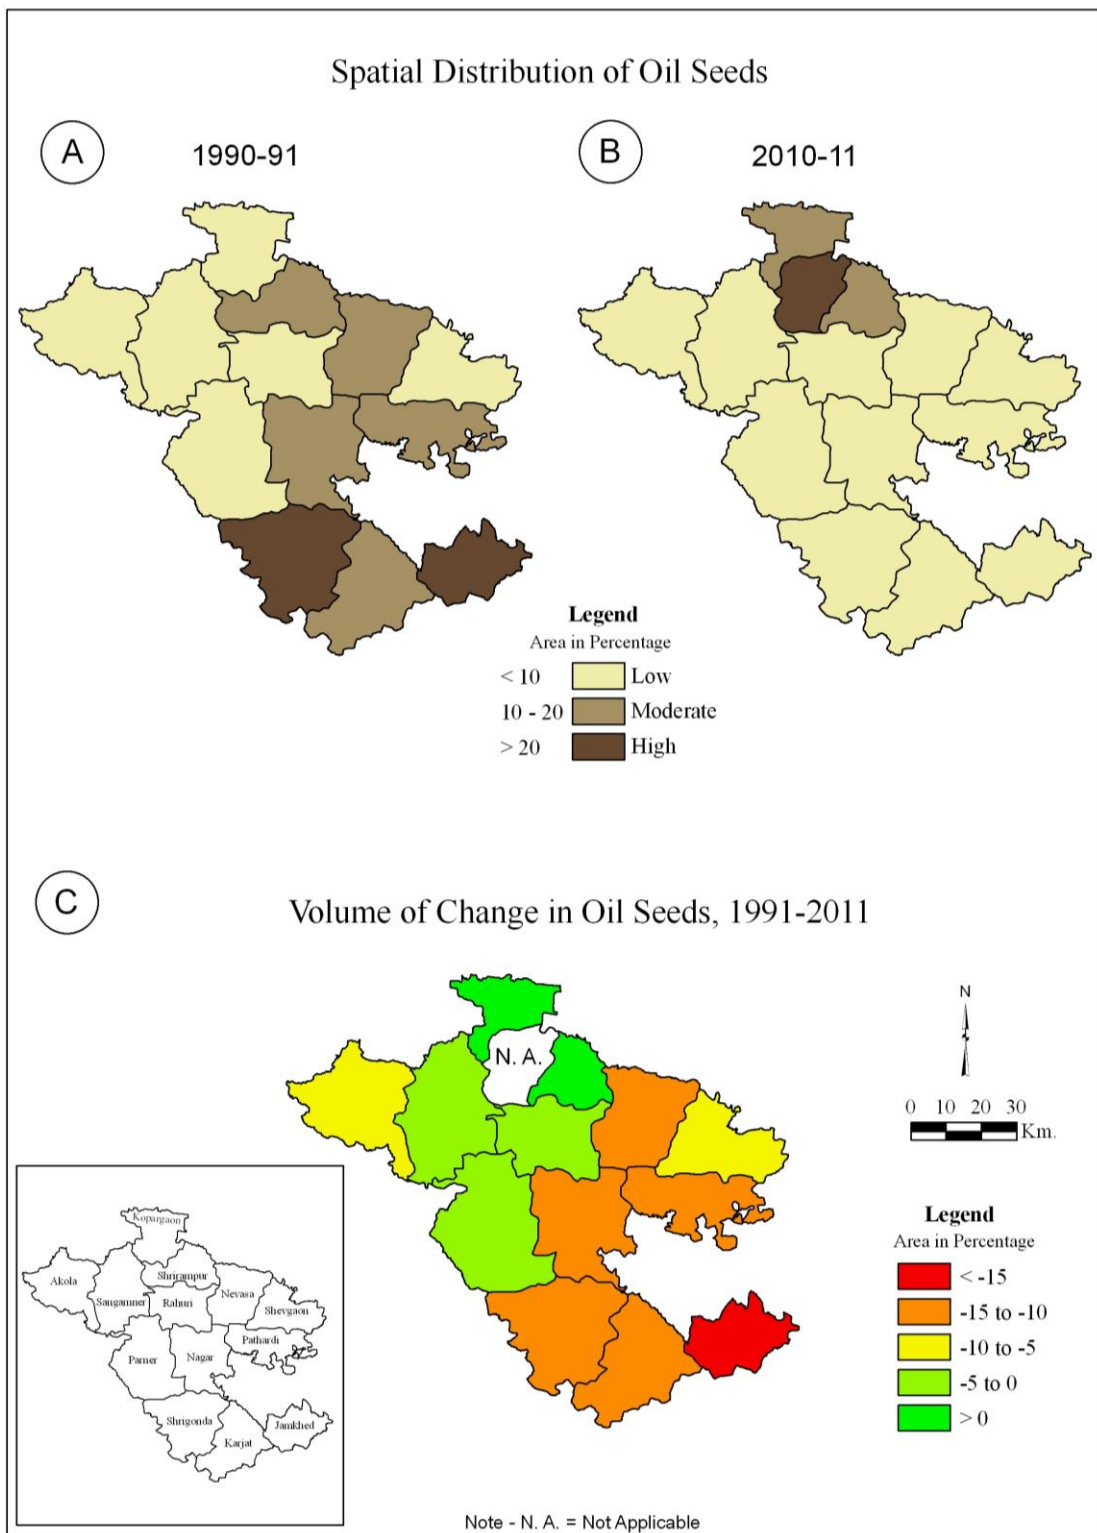 Spatial Distribution of Oil Seeds
A
1990-91
B
2010-11
Legend
Area in Percentage
< 10 Low
10 - 20 Moderate
> 20 High
C
Volume of Change in Oil Seeds, 1991-2011
N. A.
N
0 10 20 30
Km.
Legend
Area in Percentage
< -15
-15 to -10
-10 to -5
-5 to 0
> 0
Kopargaon
Akola
Shrirampur
Sangamner
Rahuri
Nevasa
Shevgaon
Pathardi
Parner
Nagar
Shrigonda
Jamkhed
Karjat
Note - N. A. = Not Applicable